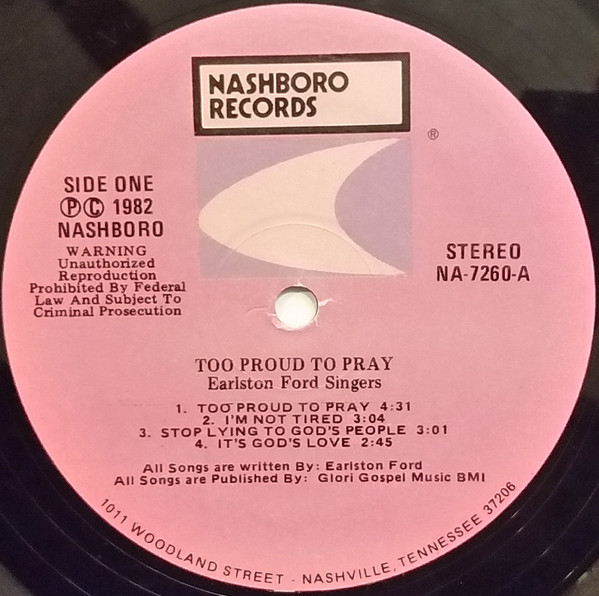 NASHBORO
RECORDS
®
SIDE ONE
ⓅⒸ 1982
NASHBORO
WARNING
Unauthorized
Reproduction
Prohibited By Federal
Law And Subject To
Criminal Prosecution
STEREO
NA-7260-A
TOO PROUD TO PRAY
Earlston Ford Singers
1. TOO PROUD TO PRAY 4:31
2. I'M NOT TIRED 3:04
3. STOP LYING TO GOD'S PEOPLE 3:01
4. IT'S GOD'S LOVE 2:45
All Songs are written By: Earlston Ford
All Songs are Published By: Glori Gospel Music BMI
1011 WOODLAND STREET - NASHVILLE, TENNESSEE 37206